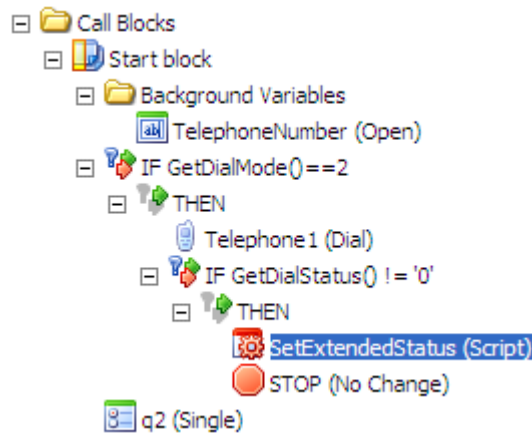 Call Blocks
Start block
Background Variables
TelephoneNumber (Open)
IF GetDialMode()==2
THEN
Telephone1 (Dial)
IF GetDialStatus() != '0'
THEN
SetExtendedStatus (Script)
STOP (No Change)
q2 (Single)